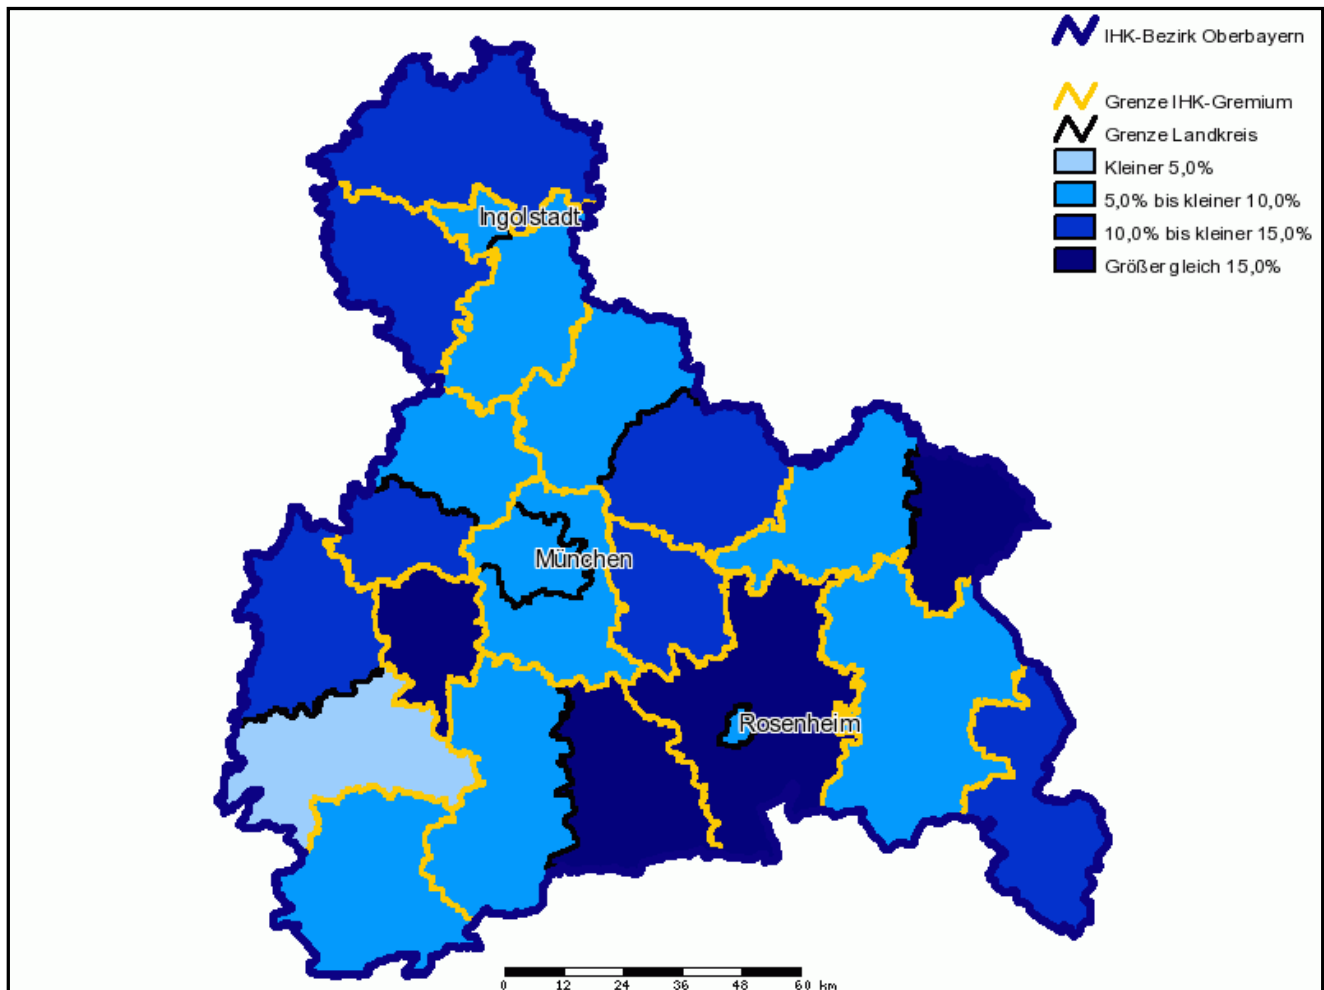 IHK-Bezirk Oberbayern
Grenze IHK-Gremium
Grenze Landkreis
Kleiner 5,0%
5,0% bis kleiner 10,0%
10,0% bis kleiner 15,0%
Größer gleich 15,0%
Ingolstadt
München
Rosenheim
0 12 24 36 48 60 km